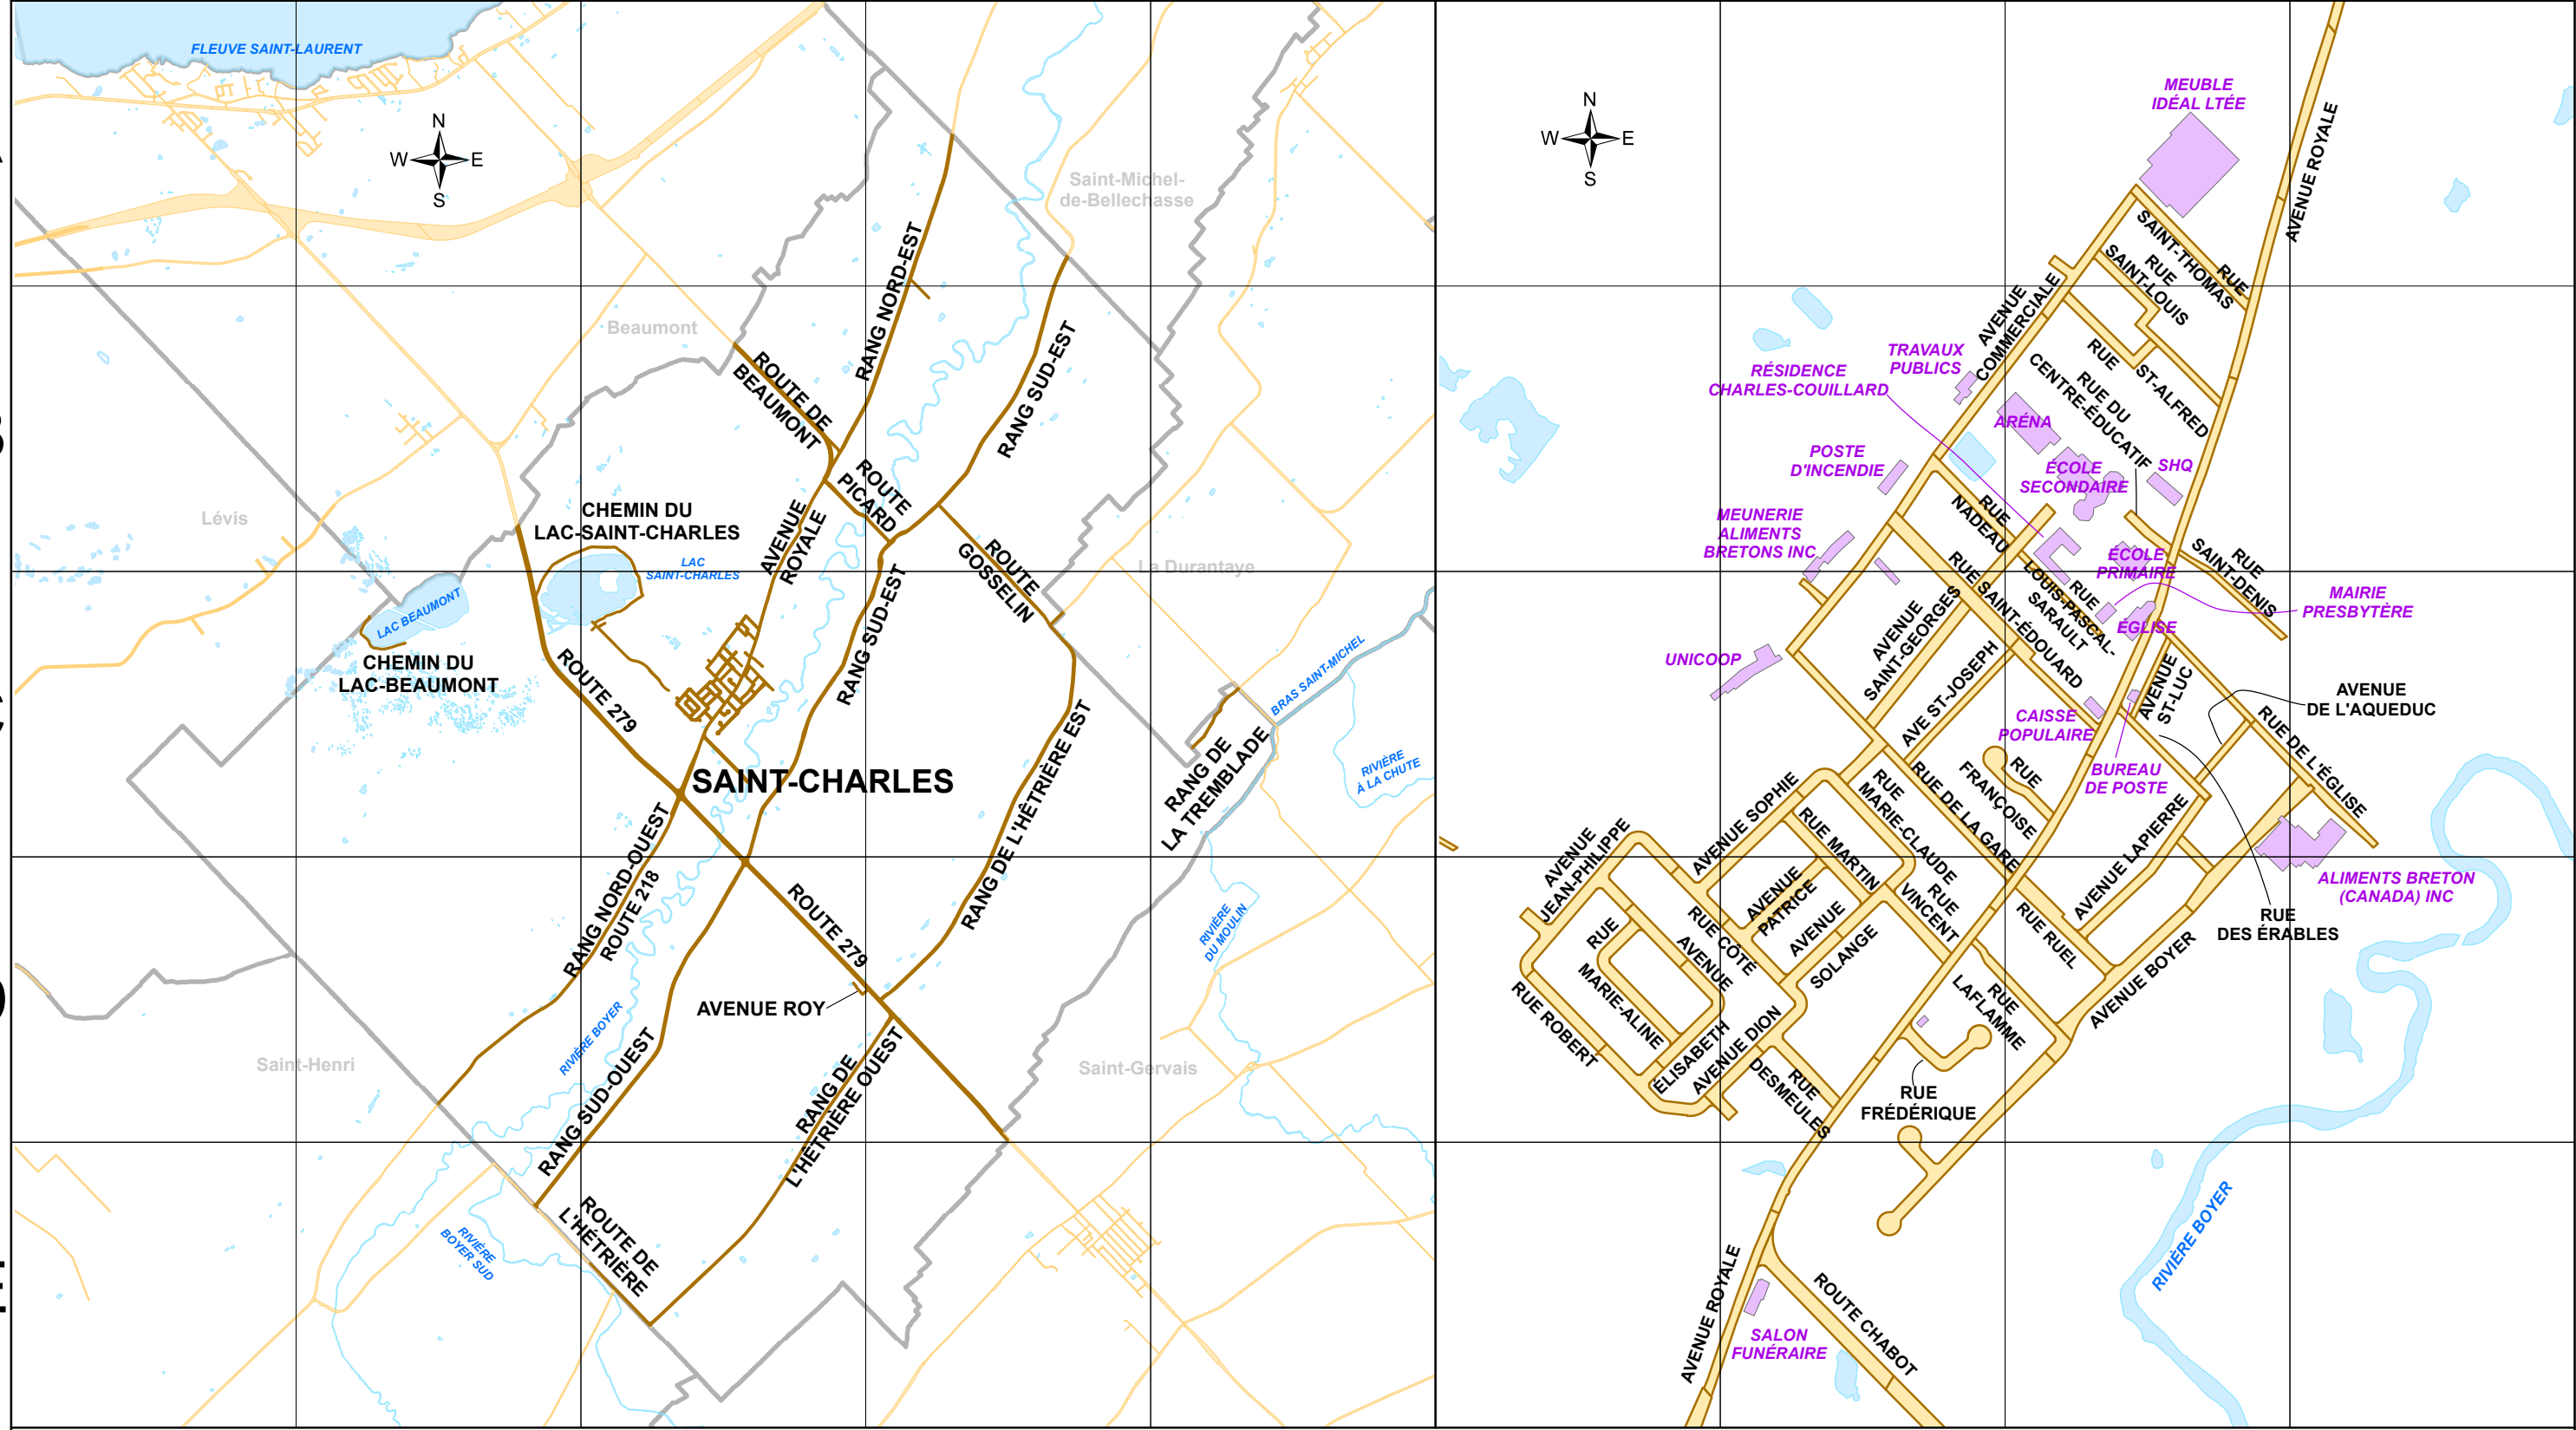 FLEUVE SAINT-LAURENT
N
W
E
S
Saint-Michel-
de-Bellechasse
RANG NORD-EST
Beaumont
ROUTE DE
BEAUMONT
RANG SUD-EST
ROUTE
PICARD
Lévis
CHEMIN DU
LAC-SAINT-CHARLES
AVENUE
ROYALE
LAC
SAINT-CHARLES
ROUTE
GOSSELIN
La Durantaye
LAC BEAUMONT
CHEMIN DU
LAC-BEAUMONT
RANG SUD-EST
ROUTE 279
BRAS SAINT-MICHEL
RANG DE
LA TREMBLADE
RIVIÈRE
À LA CHUTE
SAINT-CHARLES
RANG DE L'HÊTRIÈRE EST
RANG NORD-OUEST
ROUTE 218
ROUTE 279
RIVIÈRE
DU MOULIN
AVENUE ROY
RIVIÈRE BOYER
Saint-Henri
Saint-Gervais
RANG SUD-OUEST
RANG DE
L'HÊTRIÈRE OUEST
ROUTE DE
L'HÉTRIÈRE
RIVIÈRE
BOYER SUD
N
W
E
S
MEUBLE
IDÉAL LTÉE
AVENUE ROYALE
RUE
SAINT-THOMAS
RUE
SAINT-LOUIS
AVENUE
COMMERCIALE
TRAVAUX
PUBLICS
RÉSIDENCE
CHARLES-COUILLARD
RUE
ST-ALFRED
RUE DU
CENTRE-ÉDUCATIF
ARÉNA
POSTE
D'INCENDIE
ÉCOLE
SECONDAIRE
SHQ
MEUNERIE
ALIMENTS
BRETONS INC
RUE
NADEAU
ÉCOLE
PRIMAIRE
RUE
SAINT-DENIS
RUE
LOUIS-PASCAL-
SARAULT
RUE SAINT-ÉDOUARD
MAIRIE
PRESBYTÈRE
ÉGLISE
AVENUE
SAINT-GEORGES
UNICOOP
AVE ST-JOSEPH
AVENUE
ST-LUC
AVENUE
DE L'AQUEDUC
CAISSE
POPULAIRE
RUE DE L'ÉGLISE
BUREAU
DE POSTE
RUE
FRANÇOISE
RUE DE LA GARE
RUE
MARIE-CLAUDE
AVENUE SOPHIE
RUE MARTIN
AVENUE
JEAN-PHILIPPE
AVENUE LAPIERRE
ALIMENTS BRETON
(CANADA) INC
AVENUE
PATRICE
RUE
VINCENT
RUE
DES ÉRABLES
RUE RUEL
RUE CÔTÉ
AVENUE
SOLANGE
AVENUE BOYER
RUE
MARIE-ALINE
AVENUE
ÉLISABETH
RUE ROBERT
AVENUE DION
RUE
LAFLAMME
RUE
DESMEULES
RUE
FRÉDÉRIQUE
RIVIÈRE BOYER
AVENUE ROYALE
ROUTE CHABOT
SALON
FUNÉRAIRE